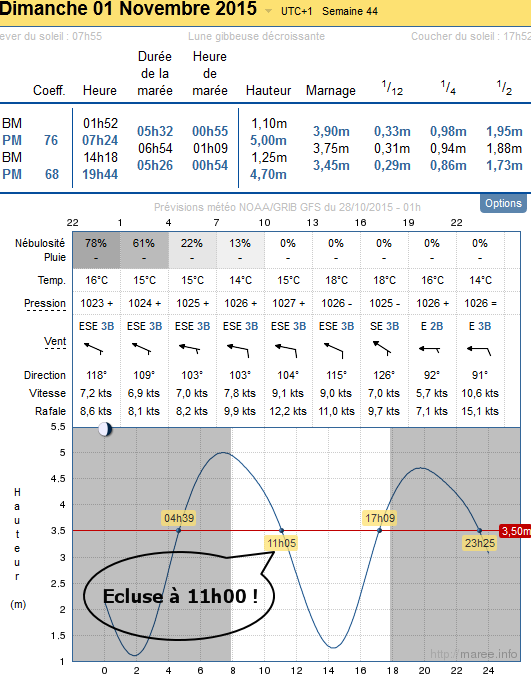 Dimanche 01 Novembre 2015 UTC+1 Semaine 44
ever du soleil : 07h55 Lune gibbeuse décroissante Coucher du soleil : 17h52
Durée de la marée Heure de marée
Coeff. Heure Hauteur Marnage 1/12 1/4 1/2
BM 01h52 1,10m
05h32 00h55 3,90m 0,33m 0,98m 1,95m
PM 76 07h24 5,00m
06h54 01h09 3,75m 0,31m 0,94m 1,88m
BM 14h18 1,25m
05h26 00h54 3,45m 0,29m 0,86m 1,73m
PM 68 19h44 4,70m
Prévisions météo NOAA/GRIB GFS du 28/10/2015 - 01h
Options
22 1 4 7 10 13 16 19 22
Nébulosité 78% 61% 22% 13% 0% 0% 0% 0% 0%
Pluie - - - - - - - - -
Temp. 16°C 15°C 15°C 14°C 15°C 18°C 18°C 16°C 14°C
Pression 1023 + 1024 + 1025 + 1026 + 1027 + 1026 - 1025 - 1026 + 1026 =
ESE 3B ESE 3B ESE 3B ESE 3B ESE 3B ESE 3B SE 3B E 2B E 3B
Vent
Direction 118° 109° 103° 103° 104° 115° 126° 92° 91°
Vitesse 7,2 kts 6,9 kts 7,0 kts 7,8 kts 9,1 kts 9,0 kts 7,0 kts 5,7 kts 10,6 kts
Rafale 8,6 kts 8,1 kts 8,2 kts 9,9 kts 12,2 kts 11,0 kts 9,7 kts 7,1 kts 15,1 kts
5.5
5
4.5
4
04h39 17h09
3.5 3,50m
11h05 23h25
3
2.5
Ecluse à 11h00 !
2
1.5
1
Hauteur
(m)
http://maree.info
0 2 4 6 8 10 12 14 16 18 20 22 24